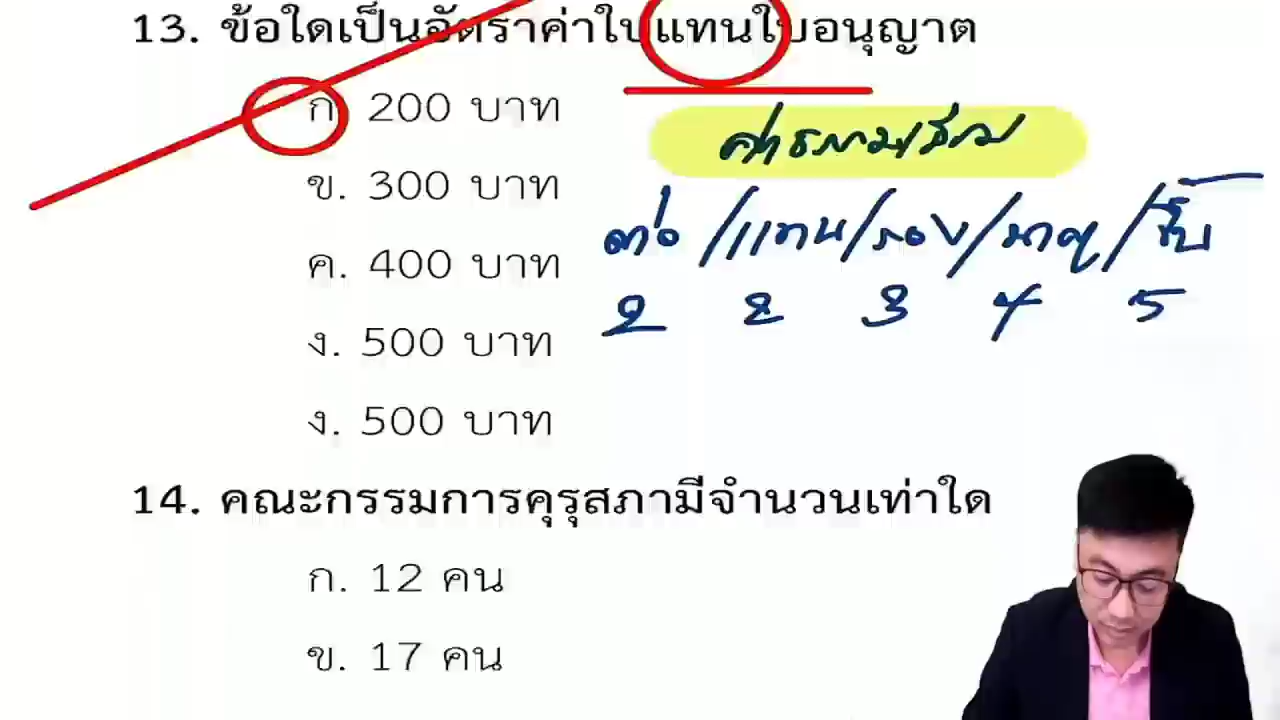 13. ข้อใดเป็นอัตราค่าใบแทนใบอนุญาต
ก. 200 บาท
ค่าธรรมเนียม
ข. 300 บาท
ต่อ / แทน / รอง / นาญ / ขึ้น
2 2 3 4 5
ค. 400 บาท
ง. 500 บาท
ง. 500 บาท
14. คณะกรรมการคุรุสภามีจำนวนเท่าใด
ก. 12 คน
ข. 17 คน